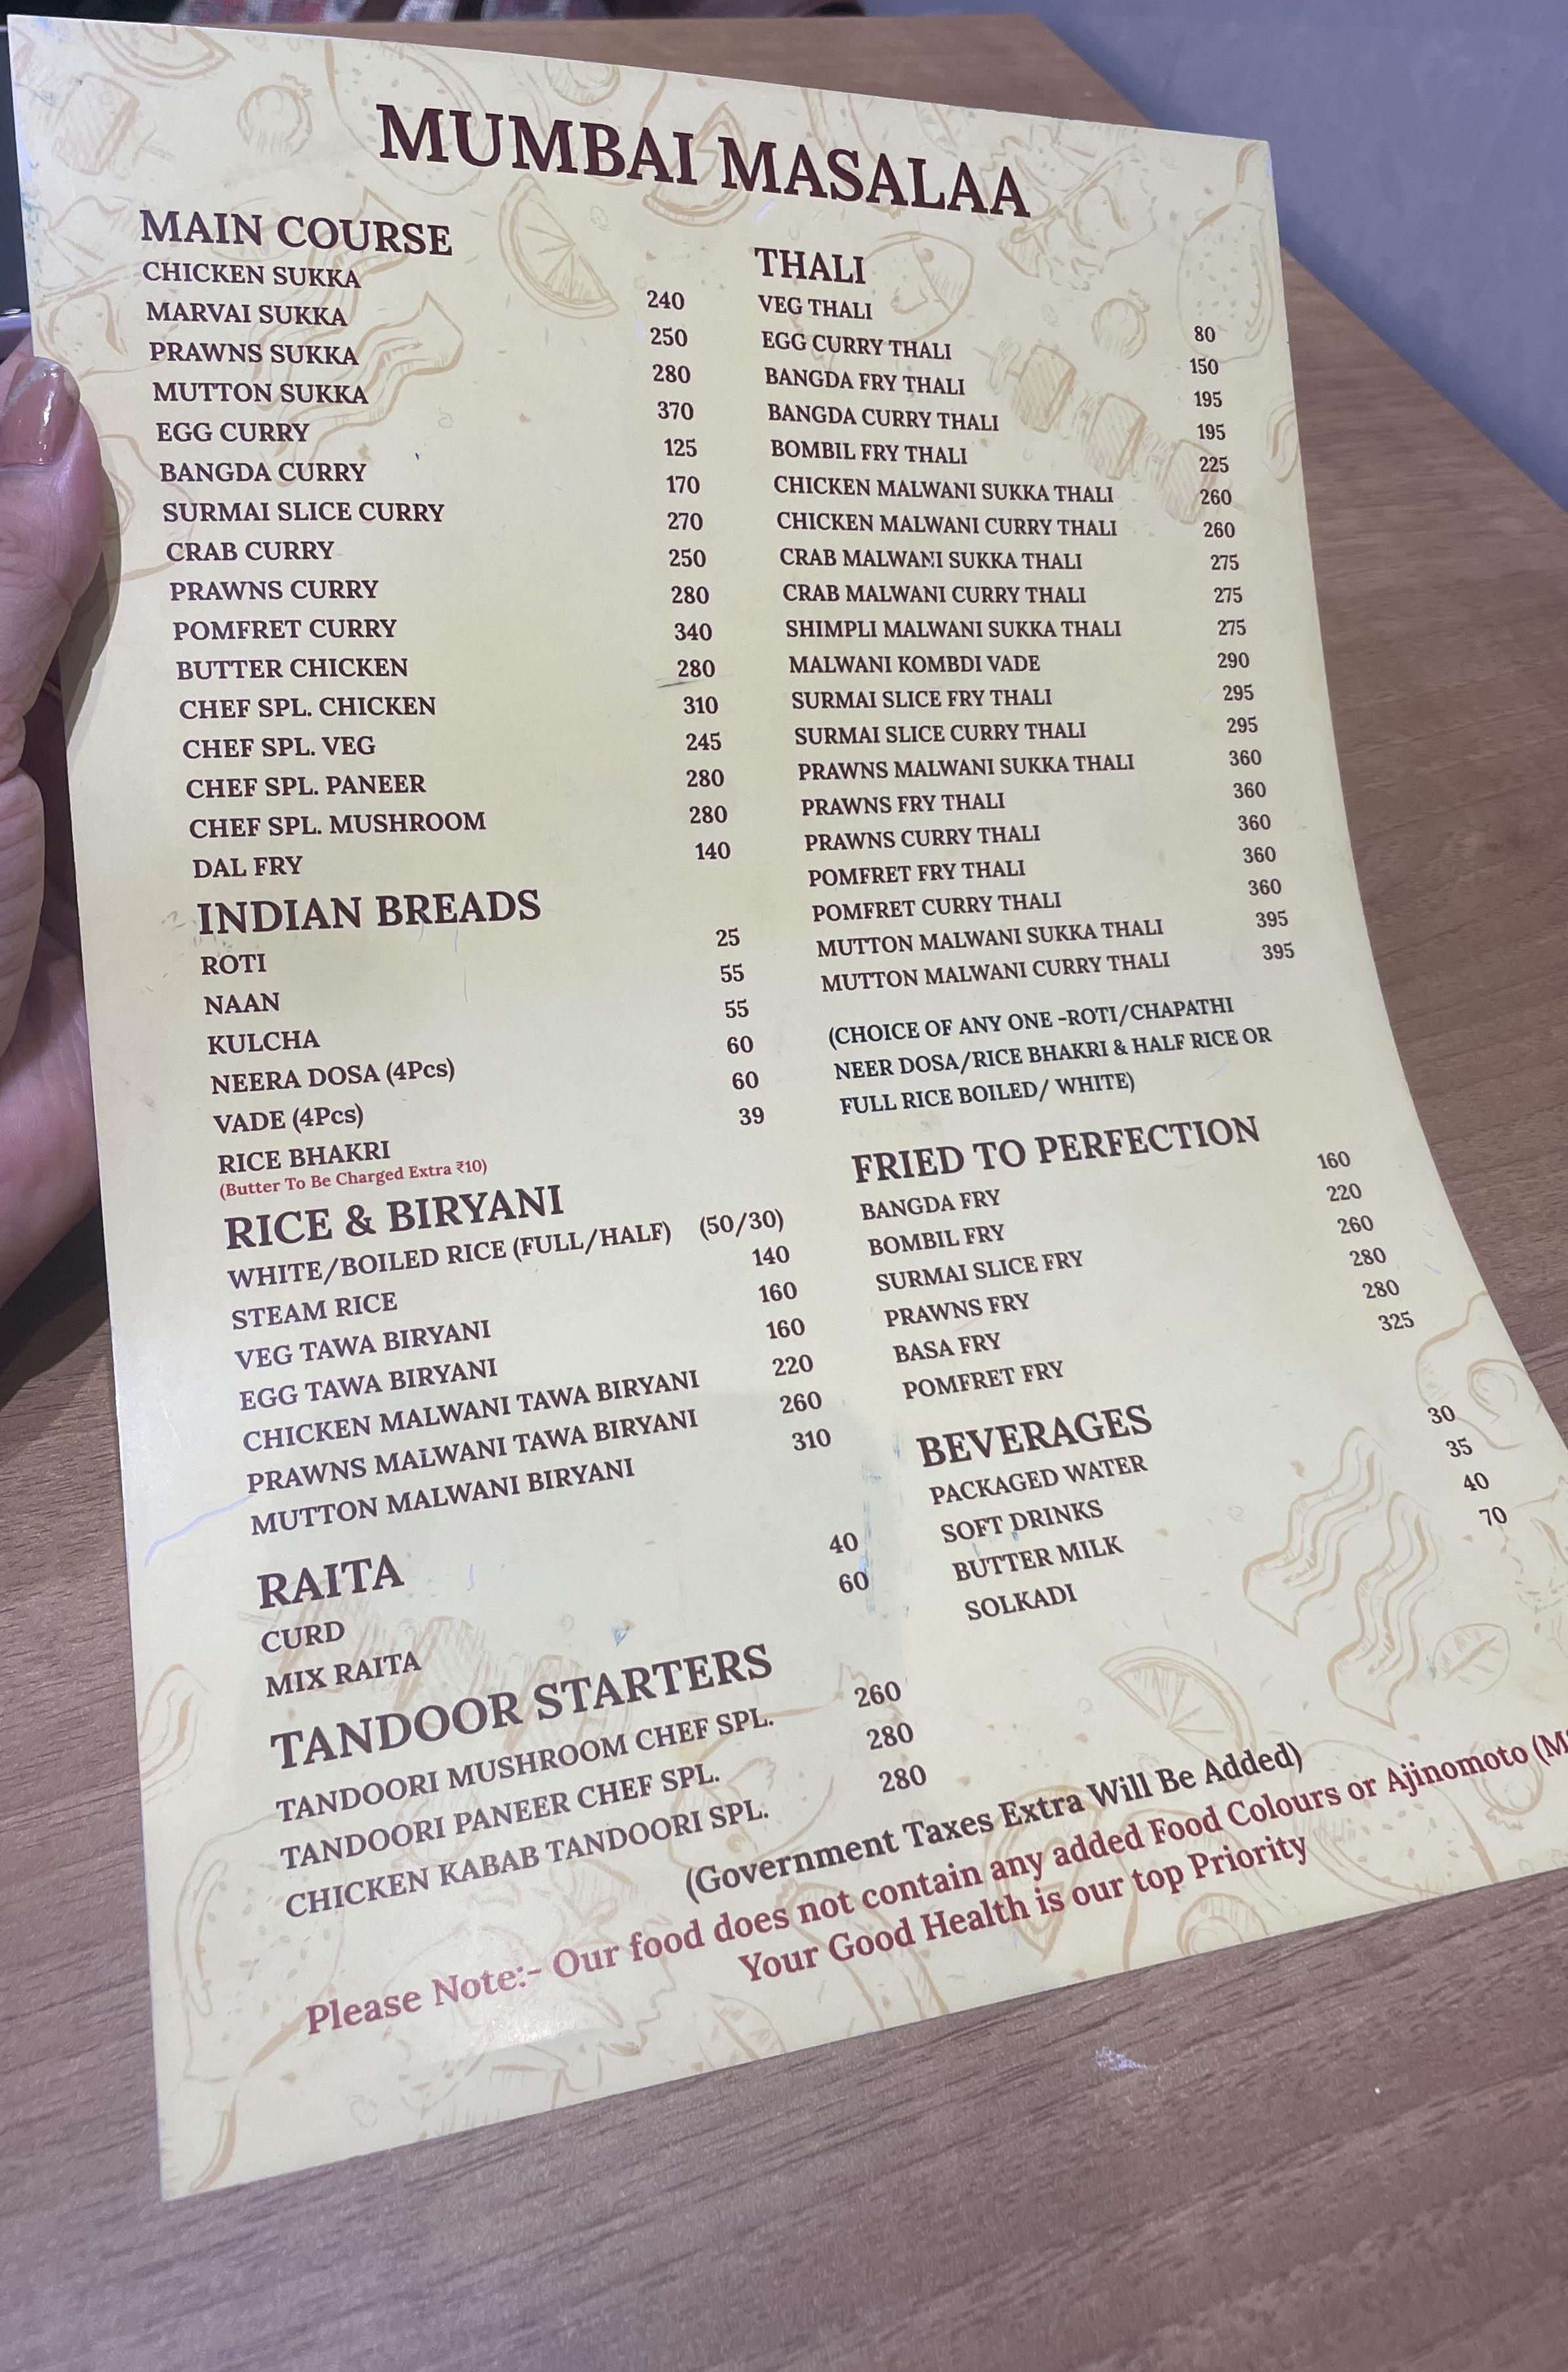 MUMBAI MASALAA
MAIN COURSE
CHICKEN SUKKA 240
MARVAI SUKKA 250
PRAWNS SUKKA 280
MUTTON SUKKA 370
EGG CURRY 125
BANGDA CURRY 170
SURMAI SLICE CURRY 270
CRAB CURRY 250
PRAWNS CURRY 280
POMFRET CURRY 340
BUTTER CHICKEN 280
CHEF SPL. CHICKEN 310
CHEF SPL. VEG 245
CHEF SPL. PANEER 280
CHEF SPL. MUSHROOM 280
DAL FRY 140
INDIAN BREADS
ROTI 25
NAAN 55
KULCHA 55
NEERA DOSA (4Pcs) 60
VADE (4Pcs) 60
RICE BHAKRI 39
(Butter To Be Charged Extra ₹10)
RICE & BIRYANI
WHITE/BOILED RICE (FULL/HALF) (50/30)
STEAM RICE 140
VEG TAWA BIRYANI 160
EGG TAWA BIRYANI 160
CHICKEN MALWANI TAWA BIRYANI 220
PRAWNS MALWANI TAWA BIRYANI 260
MUTTON MALWANI BIRYANI 310
RAITA
CURD 40
MIX RAITA 60
TANDOOR STARTERS
TANDOORI MUSHROOM CHEF SPL. 260
TANDOORI PANEER CHEF SPL. 280
CHICKEN KABAB TANDOORI SPL. 280
THALI
VEG THALI 80
EGG CURRY THALI 150
BANGDA FRY THALI 195
BANGDA CURRY THALI 195
BOMBIL FRY THALI 225
CHICKEN MALWANI SUKKA THALI 260
CHICKEN MALWANI CURRY THALI 260
CRAB MALWANI SUKKA THALI 275
CRAB MALWANI CURRY THALI 275
SHIMPLI MALWANI SUKKA THALI 275
MALWANI KOMBDI VADE 290
SURMAI SLICE FRY THALI 295
SURMAI SLICE CURRY THALI 295
PRAWNS MALWANI SUKKA THALI 360
PRAWNS FRY THALI 360
PRAWNS CURRY THALI 360
POMFRET FRY THALI 360
POMFRET CURRY THALI 360
MUTTON MALWANI SUKKA THALI 395
MUTTON MALWANI CURRY THALI 395
(CHOICE OF ANY ONE -ROTI/CHAPATHI
NEER DOSA/RICE BHAKRI & HALF RICE OR
FULL RICE BOILED/ WHITE)
FRIED TO PERFECTION
BANGDA FRY 160
BOMBIL FRY 220
SURMAI SLICE FRY 260
PRAWNS FRY 280
BASA FRY 280
POMFRET FRY 325
BEVERAGES
PACKAGED WATER 30
SOFT DRINKS 35
BUTTER MILK 40
SOLKADI 70
(Government Taxes Extra Will Be Added)
Please Note:- Our food does not contain any added Food Colours or Ajinomoto
Your Good Health is our top Priority